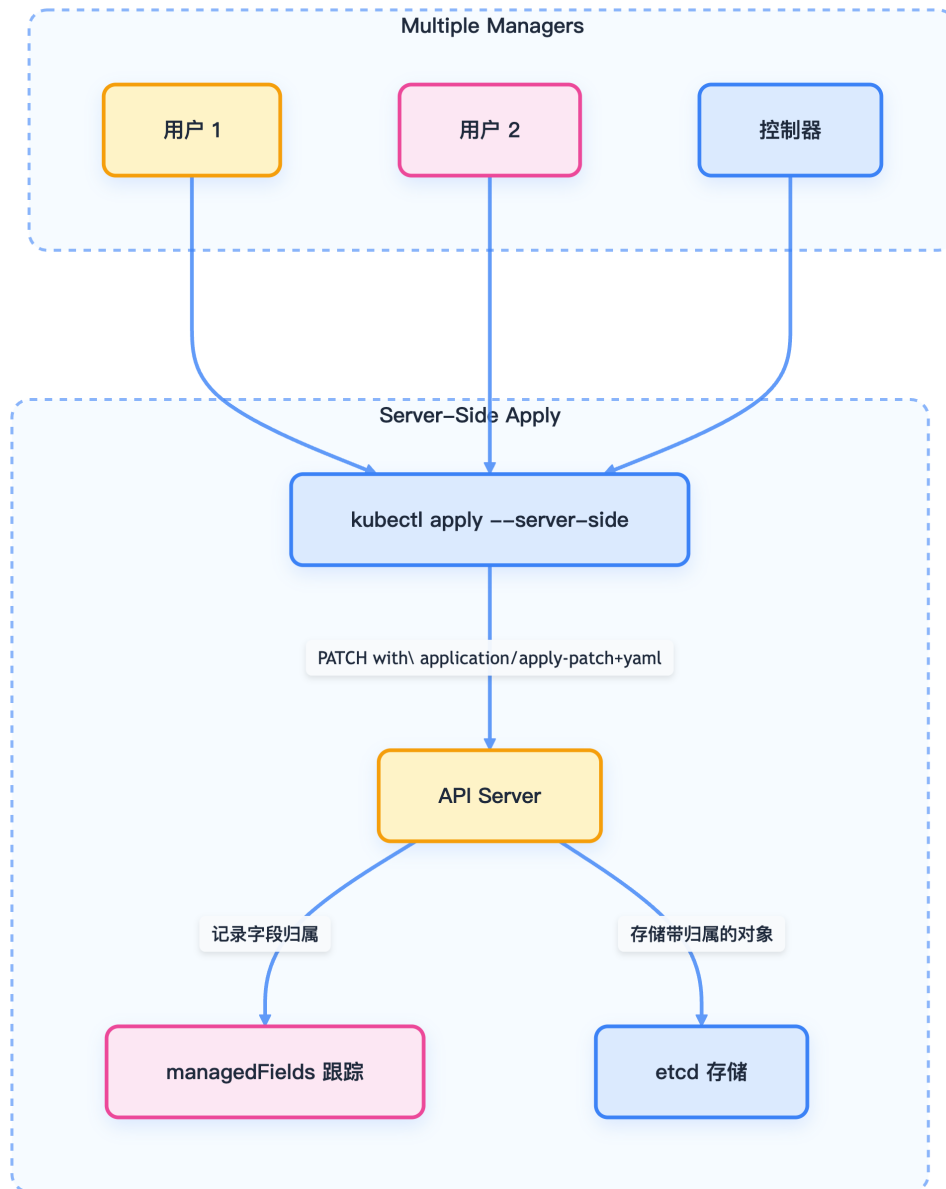 Multiple Managers
用户 1
用户 2
控制器
Server-Side Apply
kubectl apply --server-side
PATCH with\ application/apply-patch+yaml
API Server
记录字段归属
存储带归属的对象
managedFields 跟踪
etcd 存储